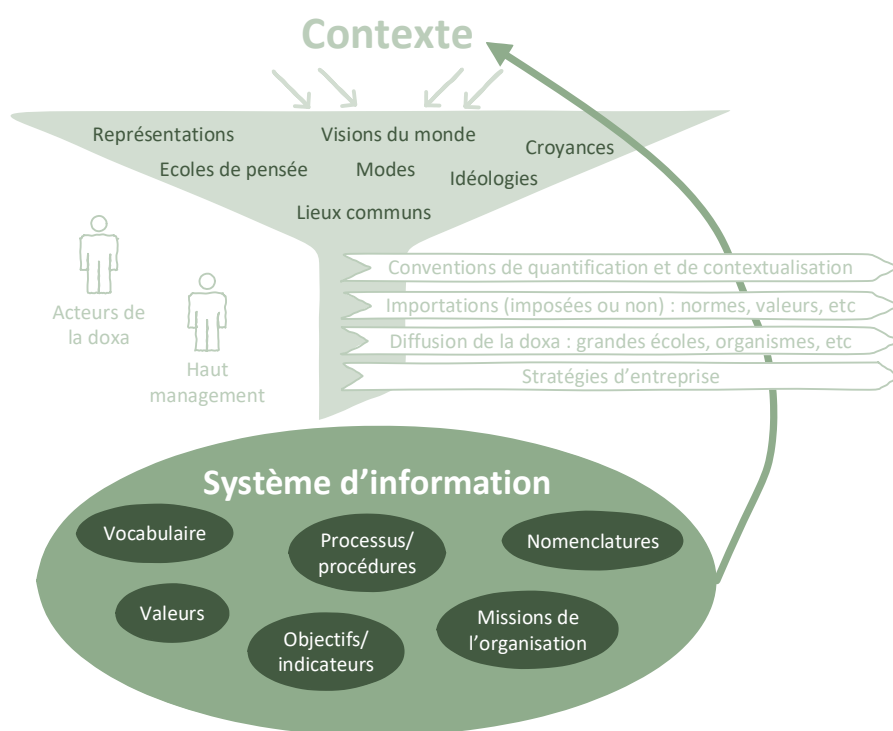 Contexte
Représentations
Visions du monde
Croyances
Ecoles de pensée
Modes
Idéologies
Lieux communs
Conventions de quantification et de contextualisation
Importations (imposées ou non) : normes, valeurs, etc
Diffusion de la doxa : grandes écoles, organismes, etc
Stratégies d'entreprise
Acteurs de
la doxa
Haut
management
Système d'information
Vocabulaire
Processus/
procédures
Nomenclatures
Valeurs
Objectifs/
indicateurs
Missions de
l'organisation